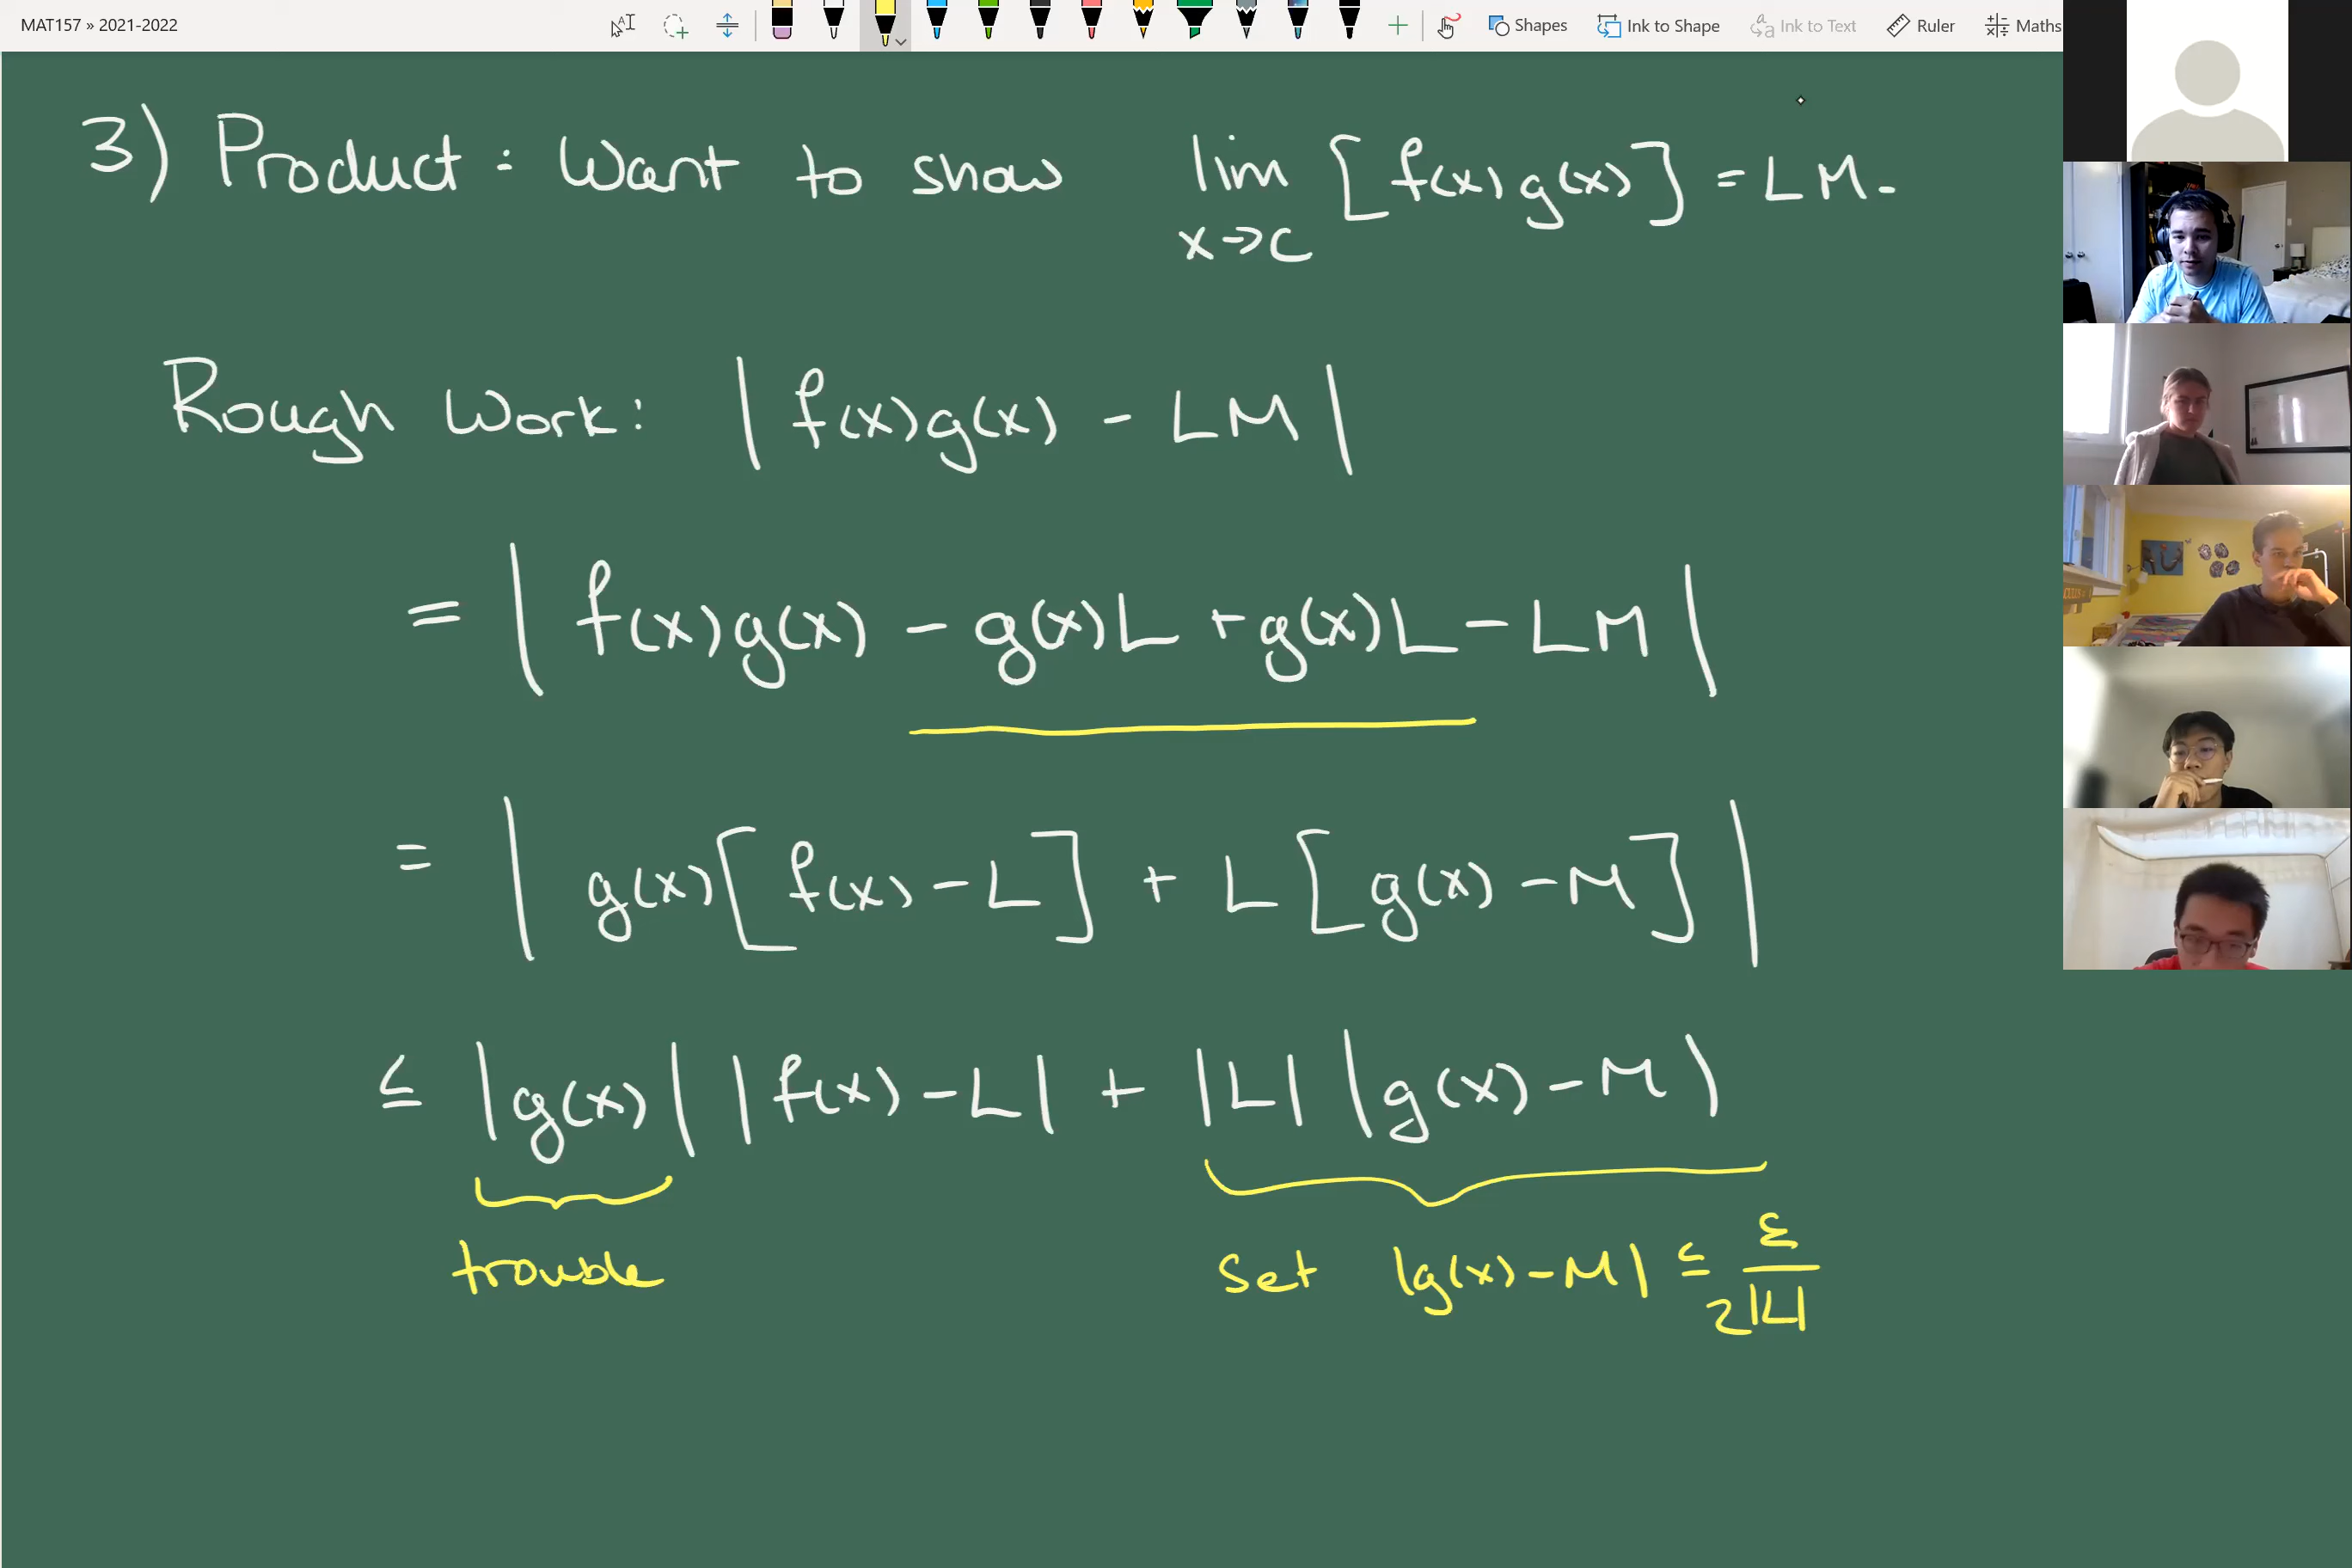 MAT157 » 2021-2022
Shapes Ink to Shape Ink to Text Ruler Maths
3) Product : Want to show lim [f(x)g(x)] = LM.
x→c
Rough Work: |f(x)g(x) - LM|
= |f(x)g(x) - g(x)L + g(x)L - LM|
= |g(x)[f(x) - L] + L[g(x) - M]|
≤ |g(x)| |f(x) - L| + |L| |g(x) - M|
trouble
set |g(x) - M| ≤ ε/2|L|